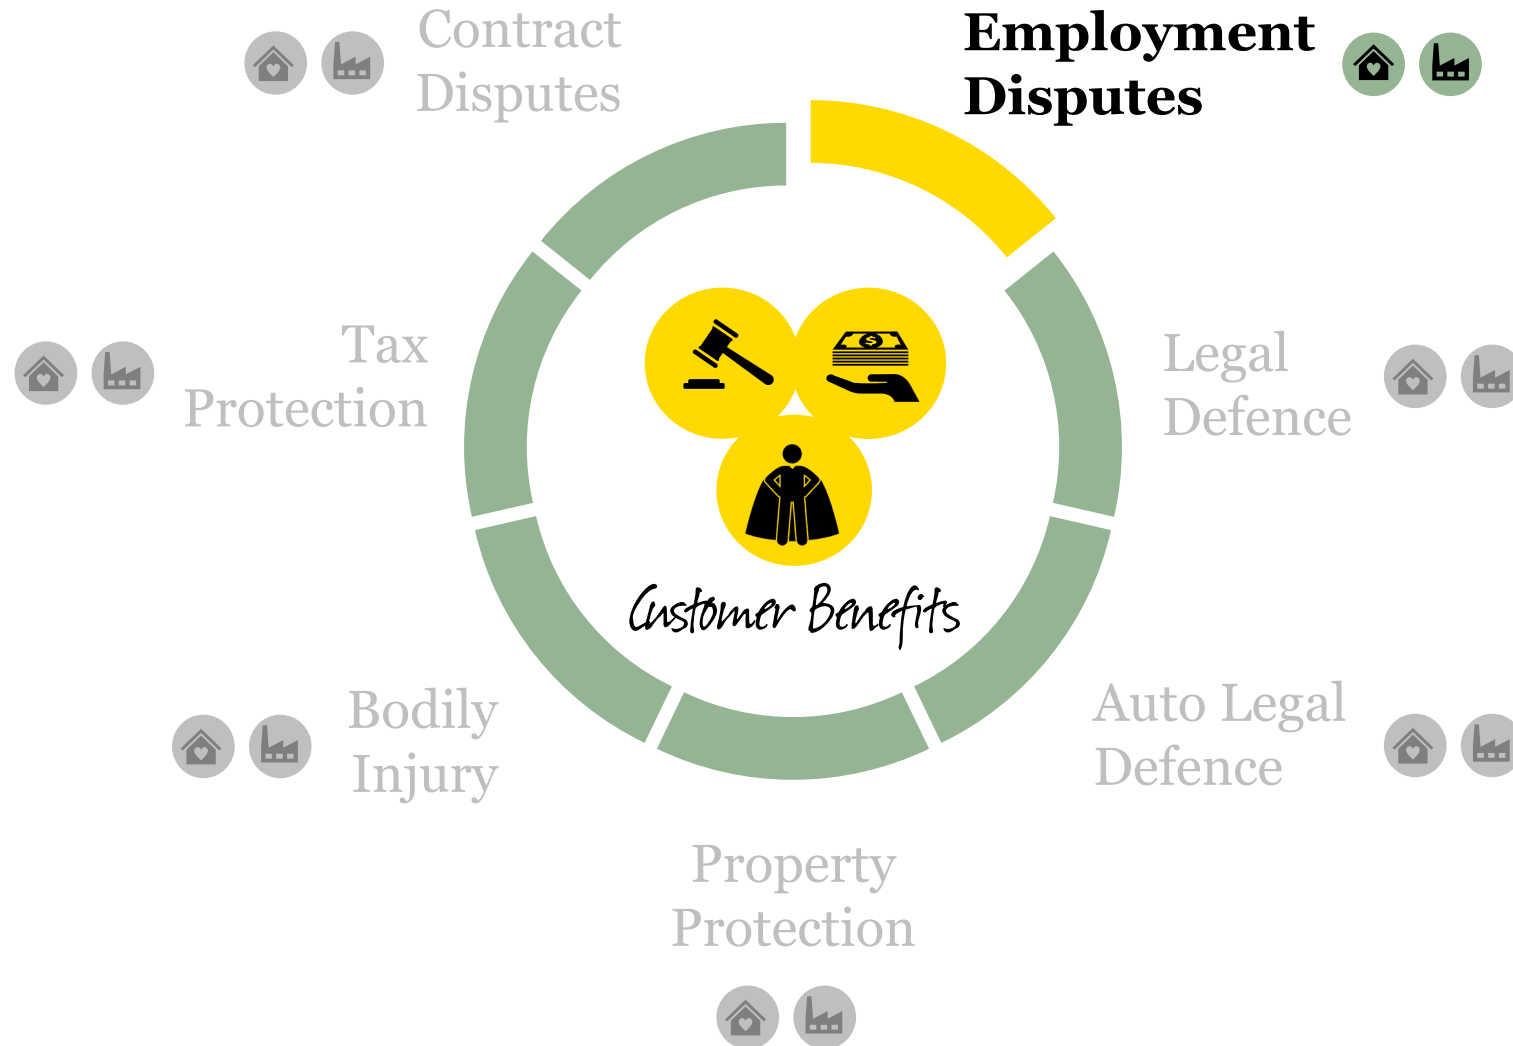 Contract
Disputes
Employment
Disputes
Tax
Protection
Legal
Defence
Customer Benefits
Bodily
Injury
Auto Legal
Defence
Property
Protection